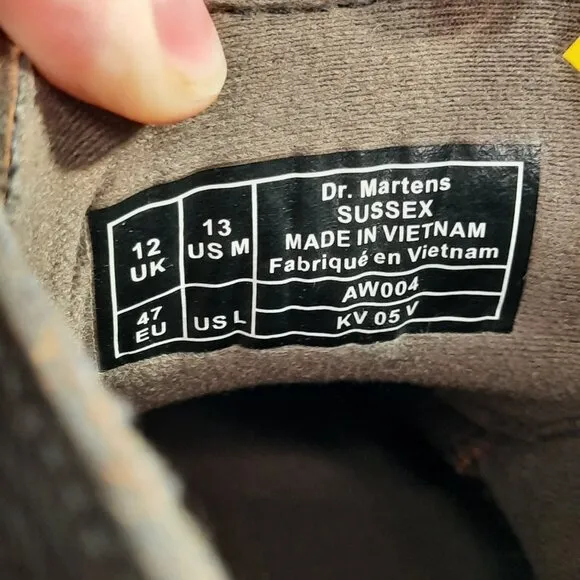 12
UK
13
US M
Dr. Martens
SUSSEX
MADE IN VIETNAM
Fabriqué en Vietnam
47
EU
US L
AW004
KV 05 V